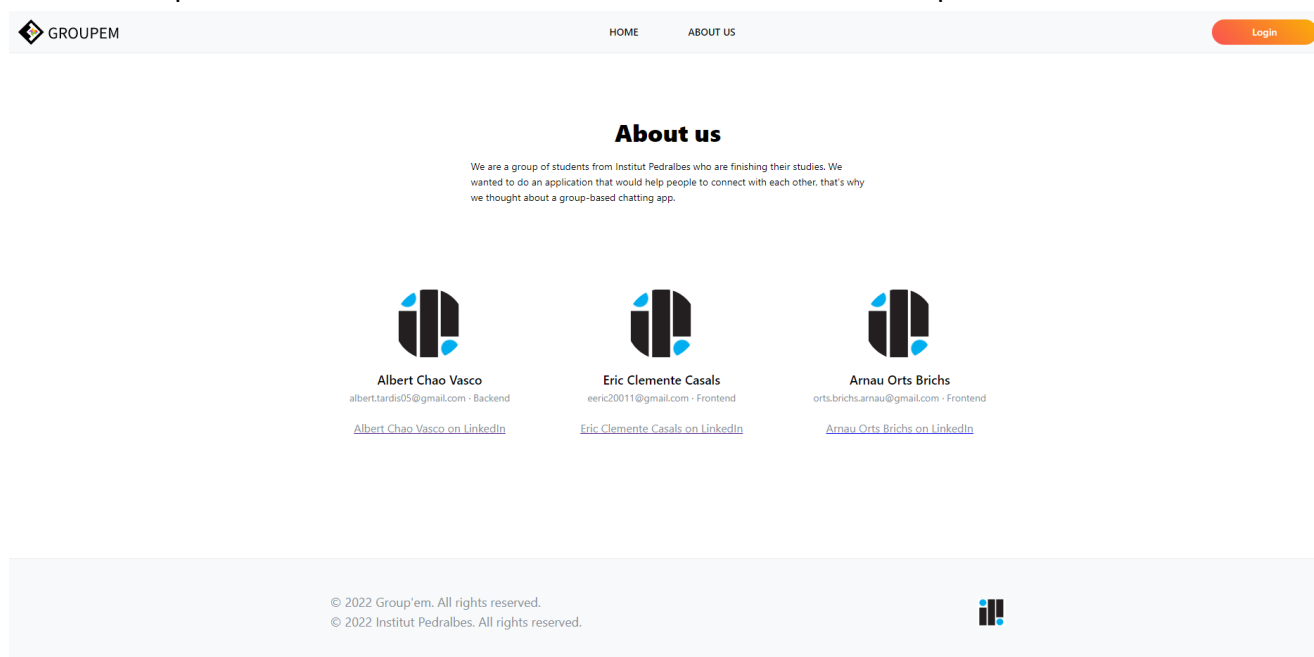 GROUPEM HOME ABOUT US Login
About us
We are a group of students from Institut Pedralbes who are finishing their studies. We
wanted to do an application that would help people to connect with each other. that's why
we thought about a group-based chatting app.
Albert Chao Vasco Eric Clemente Casals Arnau Orts Brichs
albert.tardis05@gmail.com · Backend eeric20011@gmail.com · Frontend orts.brichs.arnau@gmail.com · Frontend
Albert Chao Vasco on LinkedIn Eric Clemente Casals on LinkedIn Arnau Orts Brichs on LinkedIn
© 2022 Group'em. All rights reserved.
© 2022 Institut Pedralbes. All rights reserved.